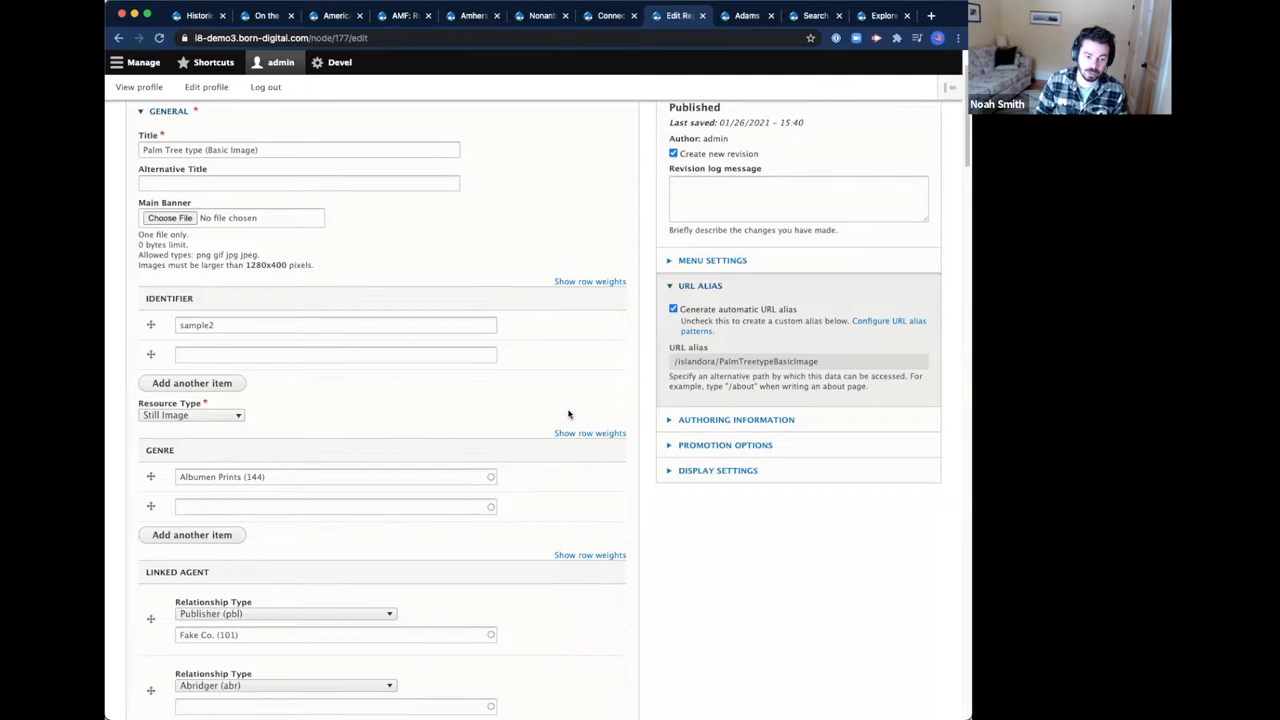 Historic
On the
America
AMF: R
Amhers
Nonant
Connec
Edit Re
Adams
Search
Explore
i8-demo3.born-digital.com/node/177/edit
Manage
Shortcuts
admin
Devel
View profile
Edit profile
Log out
Noah Smith
GENERAL *
Title *
Palm Tree type (Basic Image)
Alternative Title
Main Banner
Choose File No file chosen
One file only.
0 bytes limit.
Allowed types: png gif jpg jpeg.
Images must be larger than 1280x400 pixels.
Show row weights
IDENTIFIER
sample2
Add another item
Resource Type *
Still Image
Show row weights
GENRE
Albumen Prints (144)
Add another item
Show row weights
LINKED AGENT
Relationship Type
Publisher (pbl)
Fake Co. (101)
Relationship Type
Abridger (abr)
Published
Last saved: 01/26/2021 - 15:40
Author: admin
Create new revision
Revision log message
Briefly describe the changes you have made.
MENU SETTINGS
URL ALIAS
Generate automatic URL alias
Uncheck this to create a custom alias below. Configure URL alias
patterns.
URL alias
/islandora/PalmTreetypeBasicImage
Specify an alternative path by which this data can be accessed. For
example, type "/about" when writing an about page.
AUTHORING INFORMATION
PROMOTION OPTIONS
DISPLAY SETTINGS